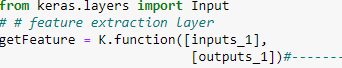 from keras.layers import Input
# # feature extraction layer
getFeature = K.function([inputs_1],
[outputs_1])#-------